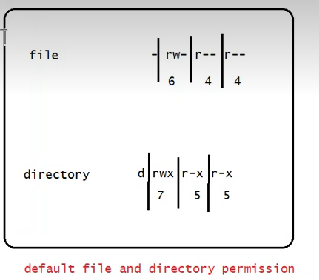 file -|rw-|r--|r--
6 4 4
directory d|rwx|r-x|r-x
7 5 5
default file and directory permission